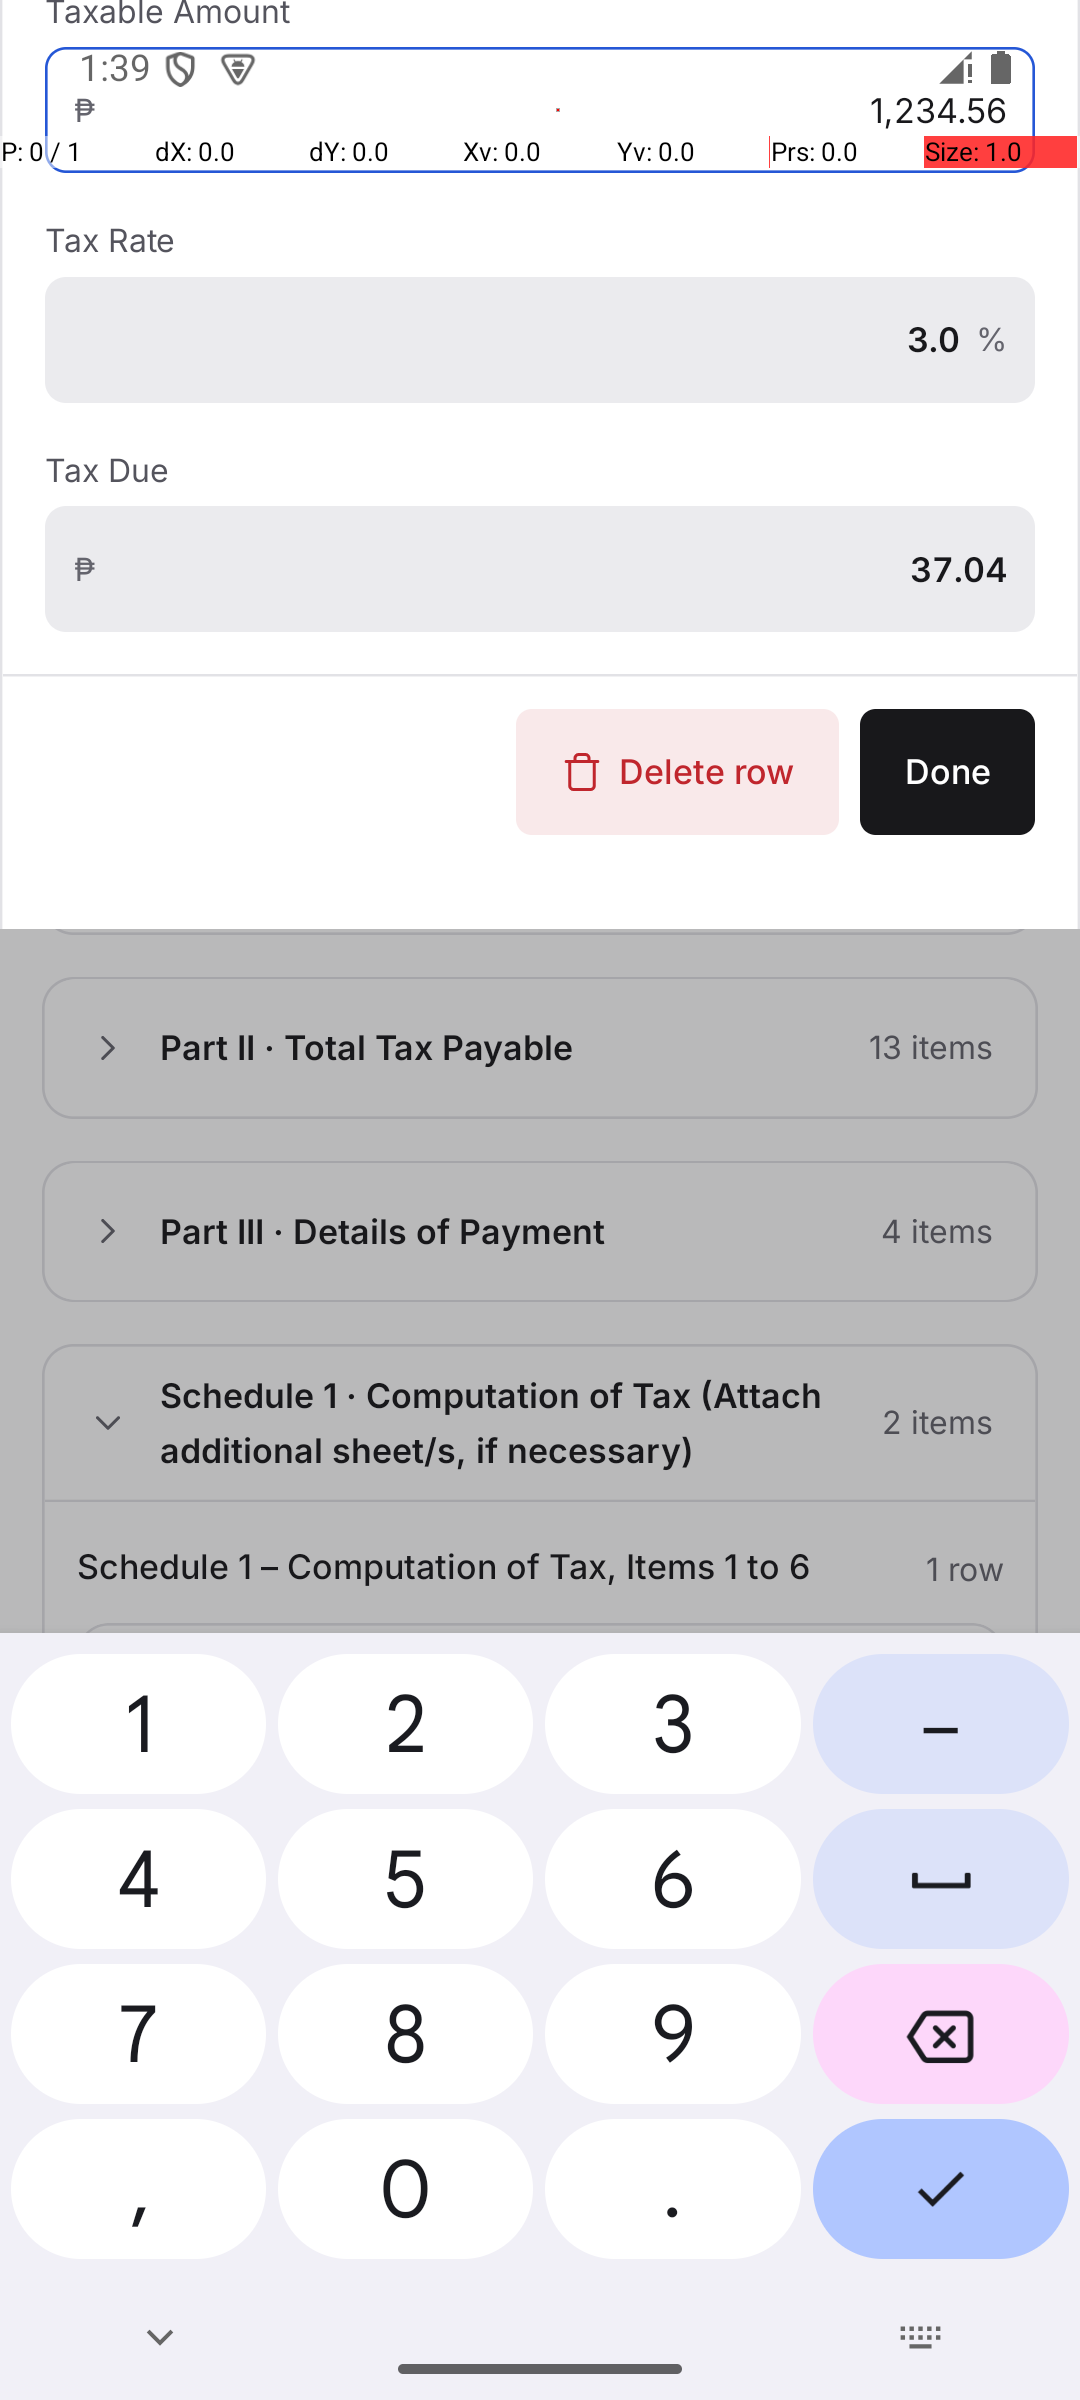 Taxable Amount
1:39
₱ 1,234.56
P: 0 / 1 dX: 0.0 dY: 0.0 Xv: 0.0 Yv: 0.0 Prs: 0.0 Size: 1.0
Tax Rate
3.0 %
Tax Due
₱ 37.04
Delete row Done
Part II · Total Tax Payable 13 items
Part III · Details of Payment 4 items
Schedule 1 · Computation of Tax (Attach
additional sheet/s, if necessary) 2 items
Schedule 1 – Computation of Tax, Items 1 to 6 1 row
1 2 3 –
4 5 6
7 8 9
, 0 .